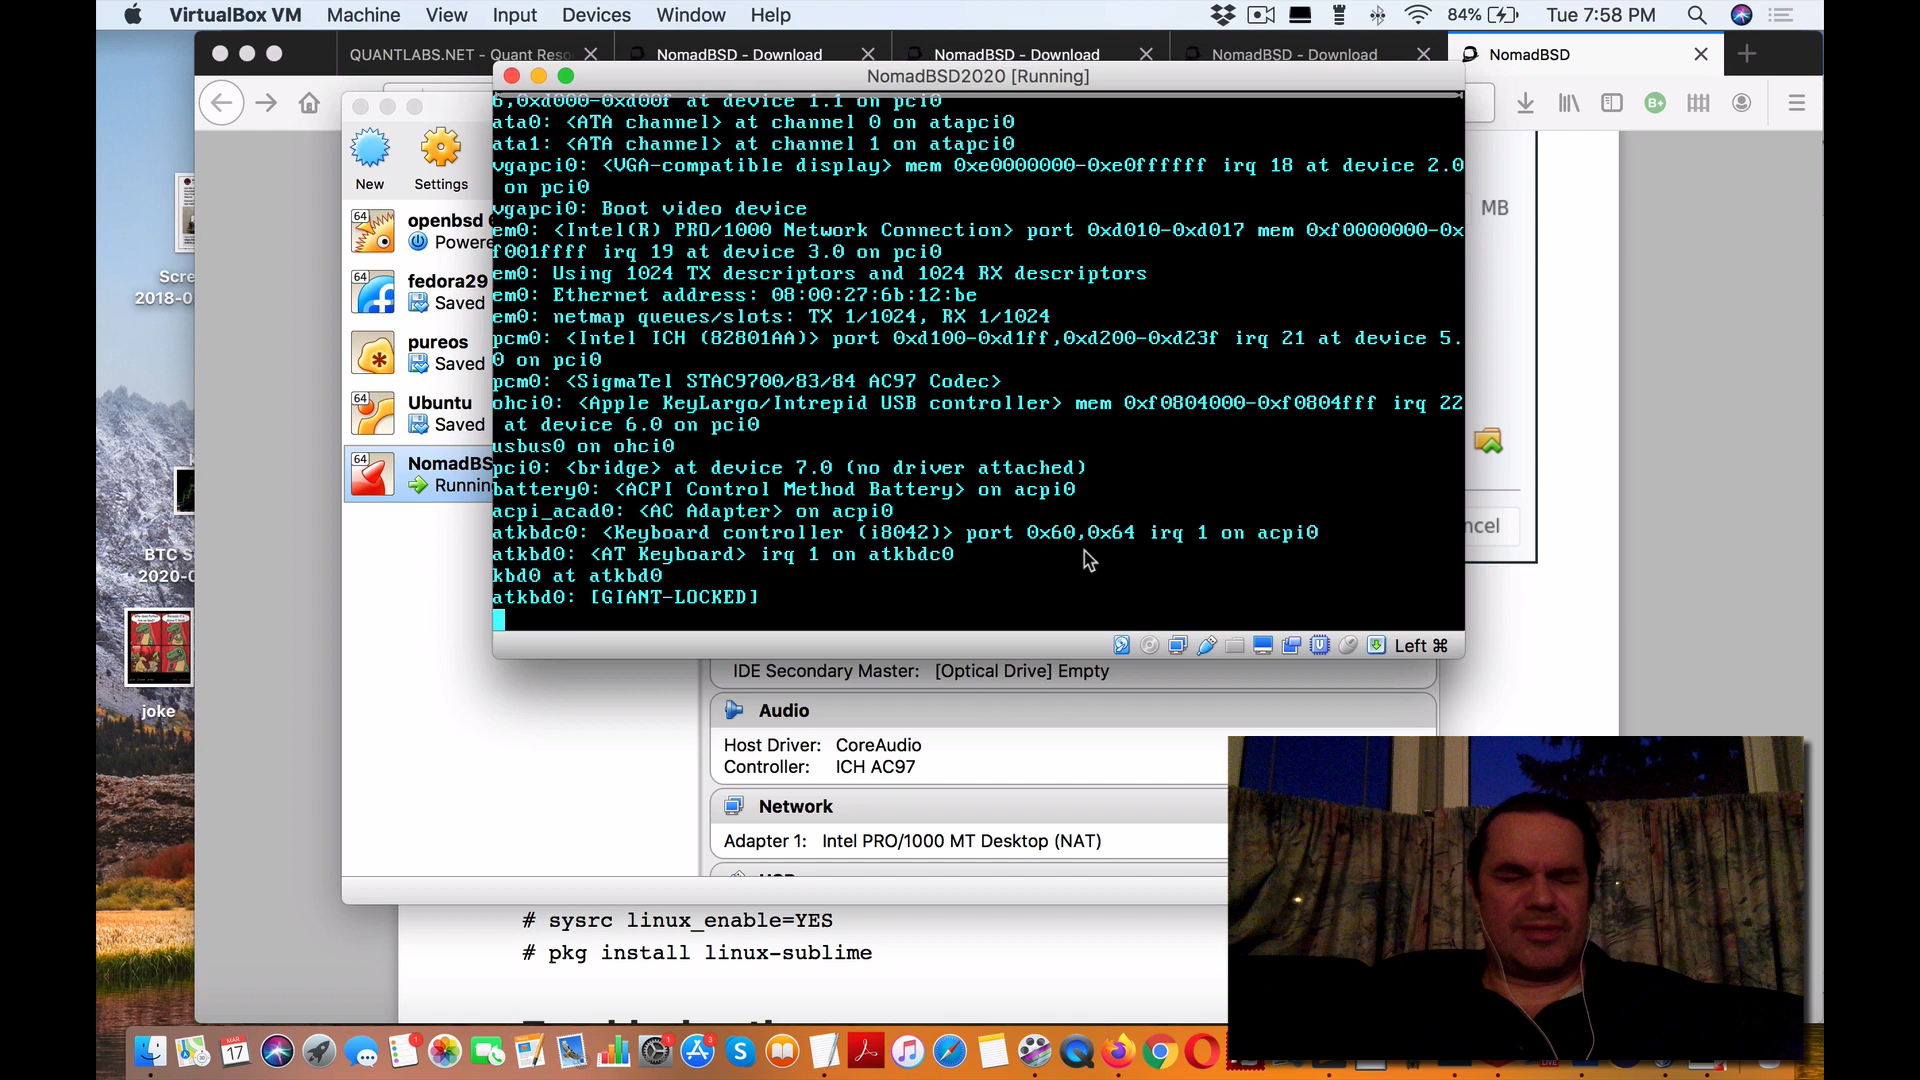 VirtualBox VM Machine View Input Devices Window Help 84% Tue 7:58 PM
QUANTLABS.NET - Quant Reso NomadBSD - Download NomadBSD - Download NomadBSD - Download NomadBSD
NomadBSD2020 [Running]
6,0xd000-0xd00f at device 1.1 on pci0
ata0: <ATA channel> at channel 0 on atapci0
ata1: <ATA channel> at channel 1 on atapci0
vgapci0: <VGA-compatible display> mem 0xe0000000-0xe0ffffff irq 18 at device 2.0
on pci0
vgapci0: Boot video device
em0: <Intel(R) PRO/1000 Network Connection> port 0xd010-0xd017 mem 0xf0000000-0x
f001ffff irq 19 at device 3.0 on pci0
em0: Using 1024 TX descriptors and 1024 RX descriptors
em0: Ethernet address: 08:00:27:6b:12:be
em0: netmap queues/slots: TX 1/1024, RX 1/1024
pcm0: <Intel ICH (82801AA)> port 0xd100-0xd1ff,0xd200-0xd23f irq 21 at device 5.
0 on pci0
pcm0: <SigmaTel STAC9700/83/84 AC97 Codec>
ohci0: <Apple KeyLargo/Intrepid USB controller> mem 0xf0804000-0xf0804fff irq 22
at device 6.0 on pci0
usbus0 on ohci0
pci0: <bridge> at device 7.0 (no driver attached)
battery0: <ACPI Control Method Battery> on acpi0
acpi_acad0: <AC Adapter> on acpi0
atkbdc0: <Keyboard controller (i8042)> port 0x60,0x64 irq 1 on acpi0
atkbd0: <AT Keyboard> irq 1 on atkbdc0
kbd0 at atkbd0
atkbd0: [GIANT-LOCKED]
Left ⌘
New Settings
64 openbsd 6
Powere
64 fedora29
Saved
64 pureos
Saved
64 Ubuntu
Saved
64 NomadBS
Runnin
MB
ncel
IDE Secondary Master: [Optical Drive] Empty
Audio
Host Driver: CoreAudio
Controller: ICH AC97
Network
Adapter 1: Intel PRO/1000 MT Desktop (NAT)
# sysrc linux_enable=YES
# pkg install linux-sublime
Scre
2018-0
BTC S
2020-0
joke
MAR
17
1
1
3